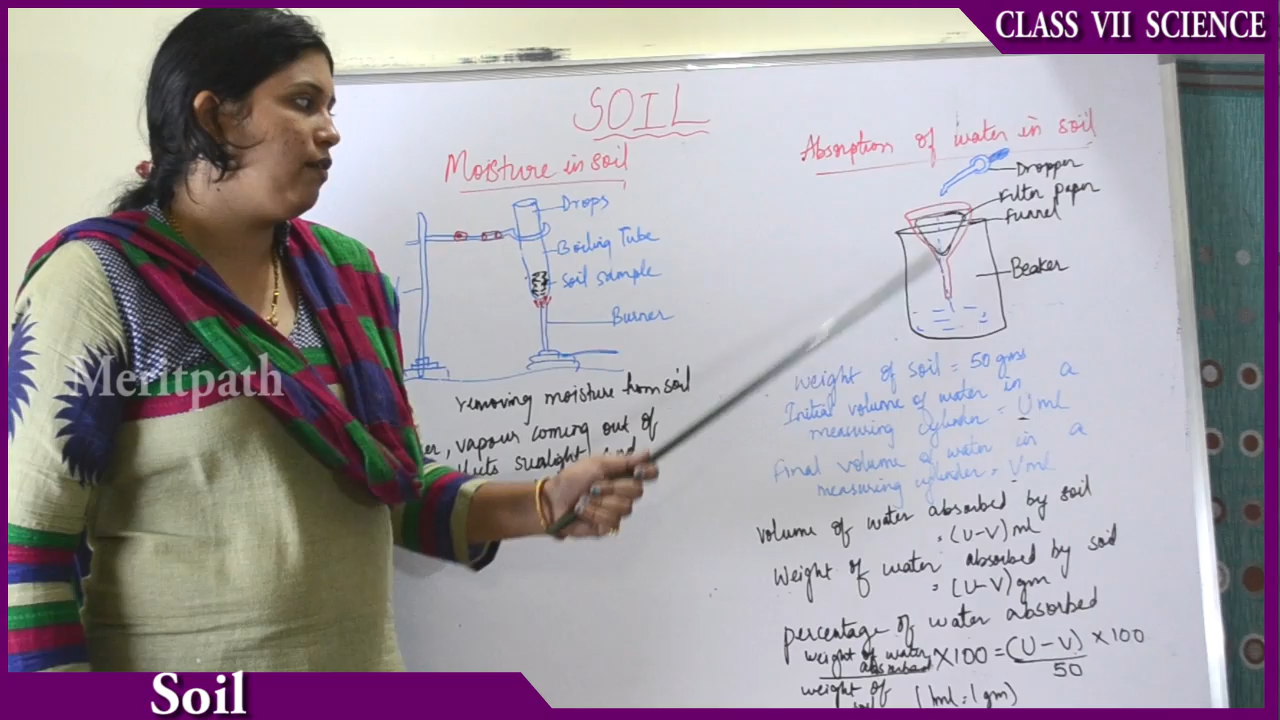 CLASS VII SCIENCE
SOIL
Moisture in soil
Drops
Boiling Tube
Soil sample
Burner
removing moisture from soil
vapour coming out of
sunlight and
Absorption of water in soil
Dropper
Filter paper
Funnel
Beaker
Weight of soil = 50 gms
Initial volume of water in a
measuring cylinder = U ml
Final volume of water in a
measuring cylinder = V ml
Volume of water absorbed by soil
= (U-V) ml
Weight of water absorbed by soil
= (U-V) gm
percentage of water absorbed
weight of water absorbed × 100 = (U-V) × 100
weight of 50
(1ml = 1gm)
Meritpath
Soil